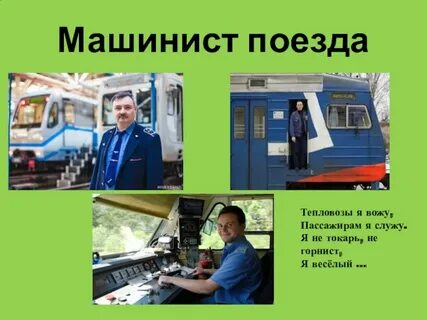 Машинист поезда
Тепловозы я вожу,
Пассажирам я служу.
Я не токарь, не
горнист,
Я весёлый ...